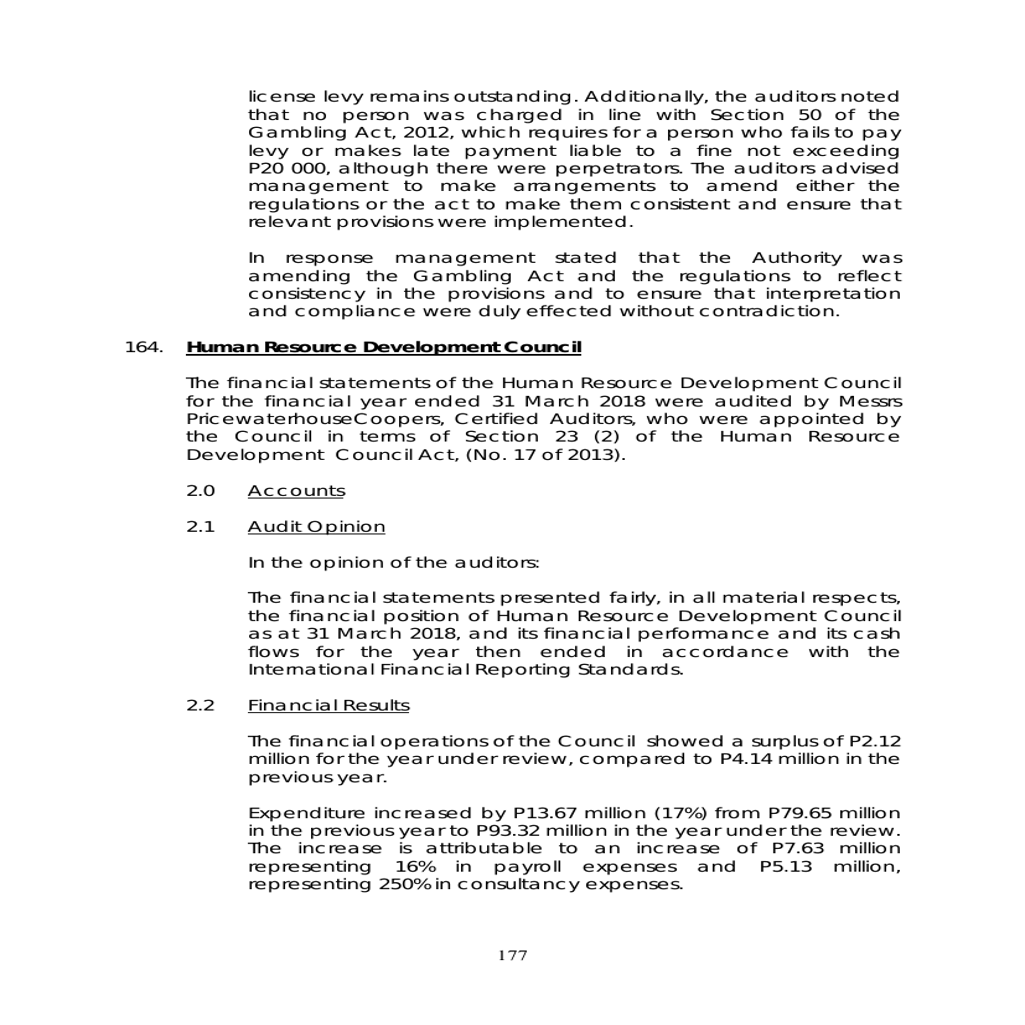 license levy remains outstanding. Additionally, the auditors noted
that no person was charged in line with Section 50 of the
Gambling Act, 2012, which requires for a person who fails to pay
levy or makes late payment liable to a fine not exceeding
P20 000, although there were perpetrators. The auditors advised
management to make arrangements to amend either the
regulations or the act to make them consistent and ensure that
relevant provisions were implemented.
In response management stated that the Authority was
amending the Gambling Act and the regulations to reflect
consistency in the provisions and to ensure that interpretation
and compliance were duly effected without contradiction.
164. Human Resource Development Council
The financial statements of the Human Resource Development Council
for the financial year ended 31 March 2018 were audited by Messrs
PricewaterhouseCoopers, Certified Auditors, who were appointed by
the Council in terms of Section 23 (2) of the Human Resource
Development Council Act, (No. 17 of 2013).
2.0 Accounts
2.1 Audit Opinion
In the opinion of the auditors:
The financial statements presented fairly, in all material respects,
the financial position of Human Resource Development Council
as at 31 March 2018, and its financial performance and its cash
flows for the year then ended in accordance with the
International Financial Reporting Standards.
2.2 Financial Results
The financial operations of the Council showed a surplus of P2.12
million for the year under review, compared to P4.14 million in the
previous year.
Expenditure increased by P13.67 million (17%) from P79.65 million
in the previous year to P93.32 million in the year under the review.
The increase is attributable to an increase of P7.63 million
representing 16% in payroll expenses and P5.13 million,
representing 250% in consultancy expenses.
177